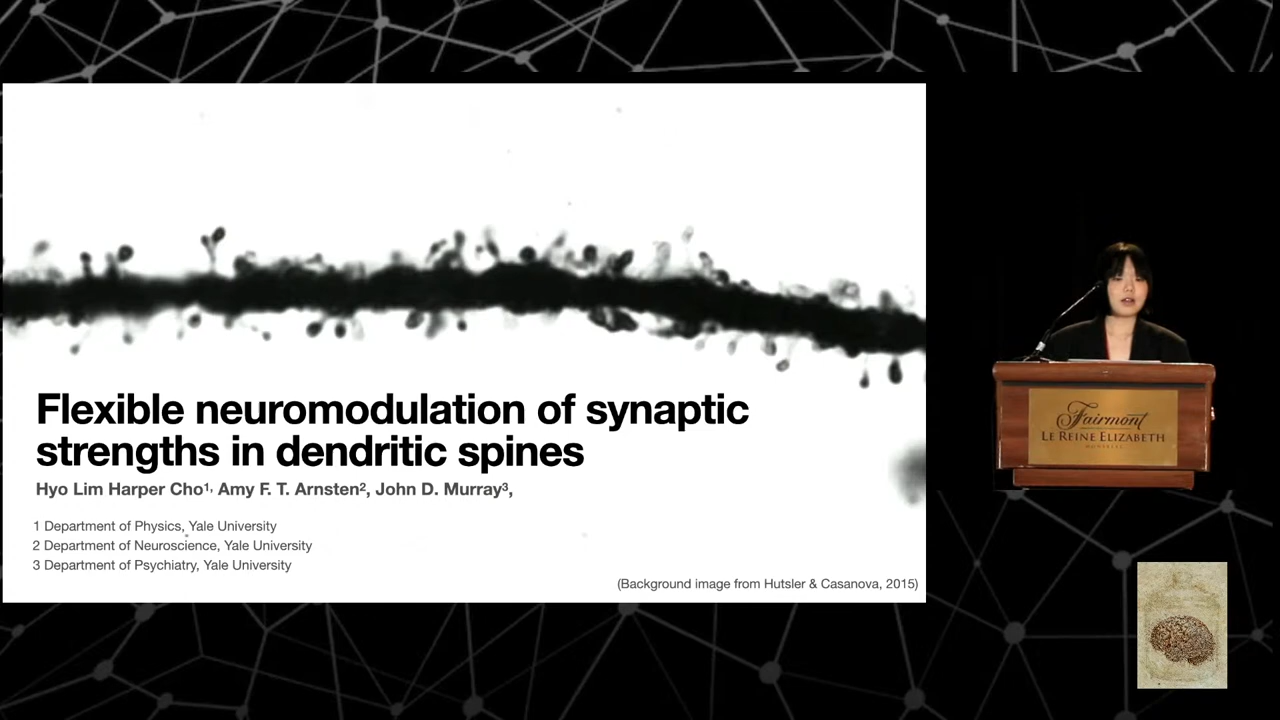 Flexible neuromodulation of synaptic
strengths in dendritic spines
Hyo Lim Harper Cho¹, Amy F. T. Arnsten², John D. Murray³,
1 Department of Physics, Yale University
2 Department of Neuroscience, Yale University
3 Department of Psychiatry, Yale University
(Background image from Hutsler & Casanova, 2015)
Fairmont
LE REINE ELIZABETH